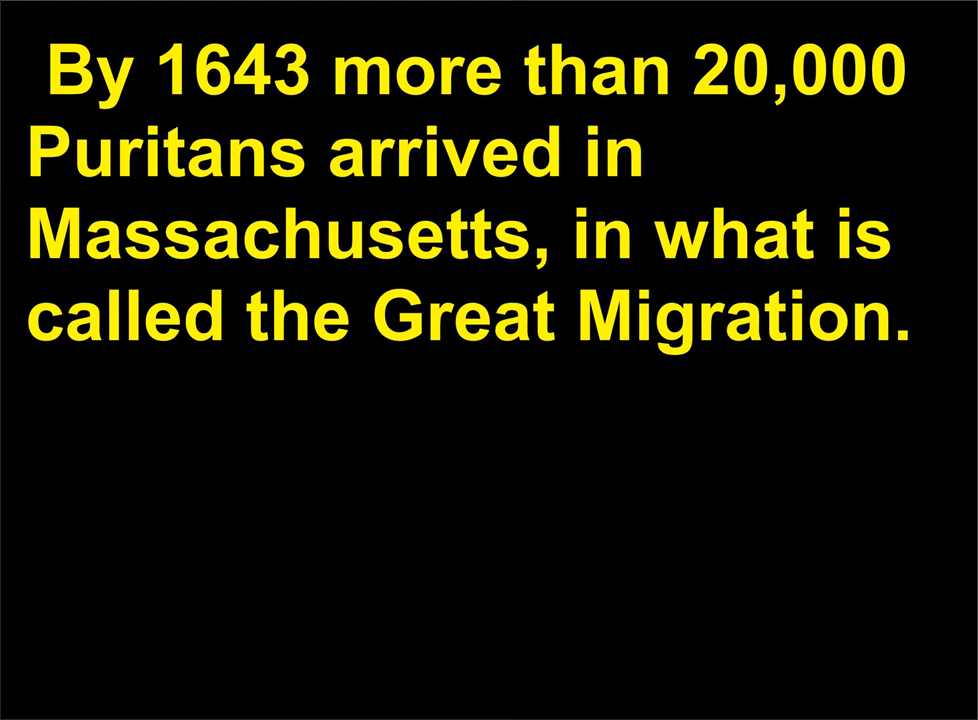 By 1643 more than 20,000
Puritans arrived in
Massachusetts, in what is
called the Great Migration.